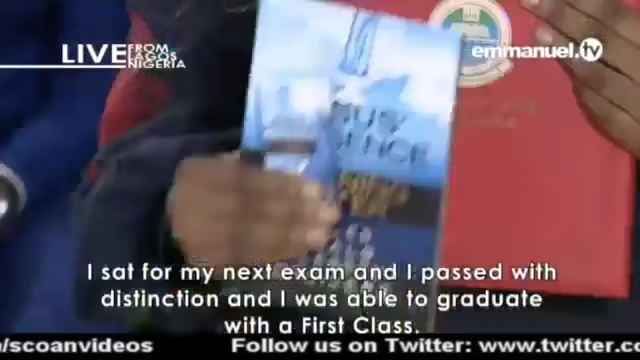 LIVE FROM
LAGOS
NIGERIA
emmanuel.tv
I sat for my next exam and I passed with
distinction and I was able to graduate
with a First Class.
/scoanvideos Follow us on Twitter: www.twitter.co